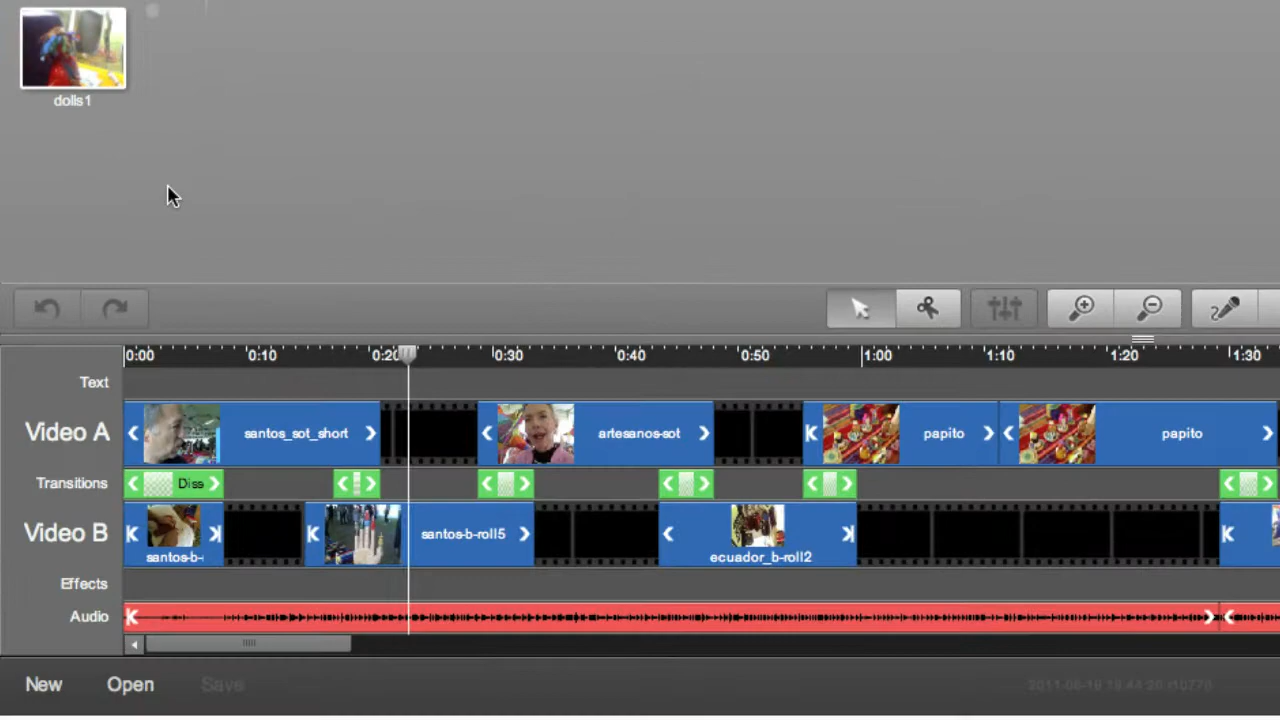 dolls1
0:00 0:10 0:20 0:30 0:40 0:50 1:00 1:10 1:20 1:30
Text
Video A santos_sot_short artesanos-sot papito papito
Transitions Diss
Video B santos-b-roll5
santos-b-r ecuador_b-roll2
Effects
Audio
New Open Save